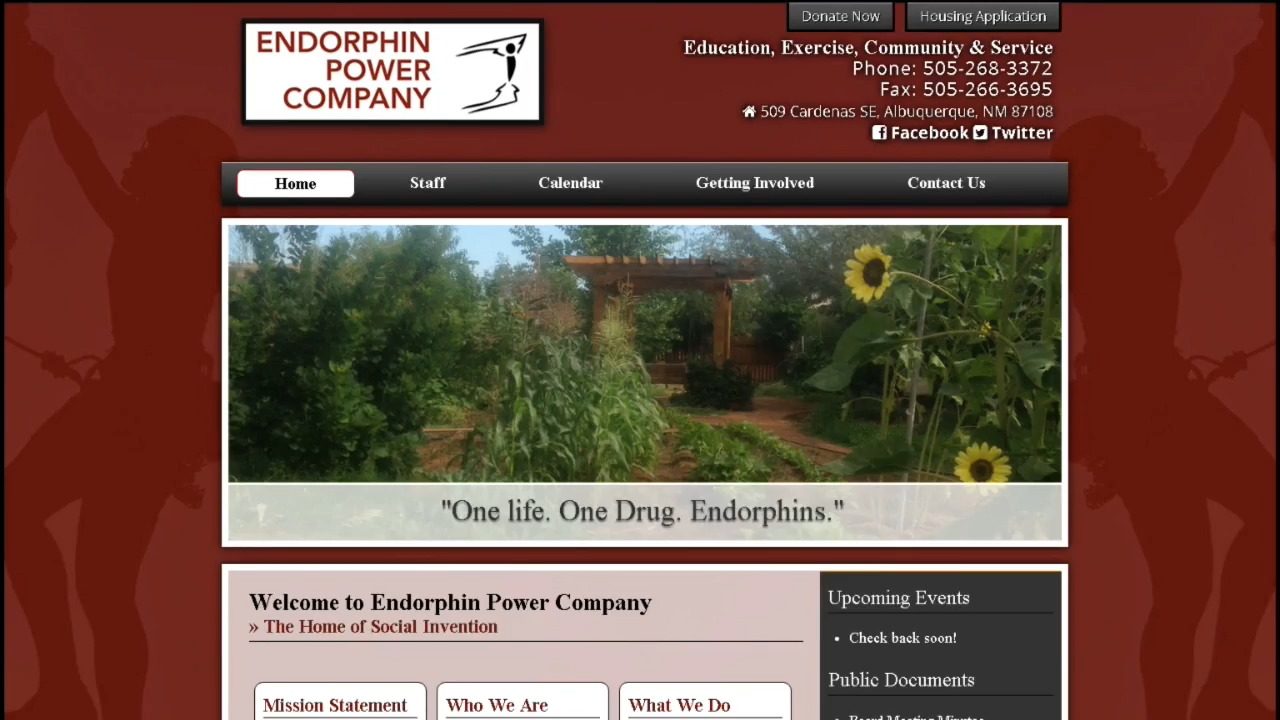 Donate Now
Housing Application
ENDORPHIN
POWER
COMPANY
Education, Exercise, Community & Service
Phone: 505-268-3372
Fax: 505-266-3695
509 Cardenas SE, Albuquerque, NM 87108
Facebook Twitter
Home Staff Calendar Getting Involved Contact Us
"One life. One Drug. Endorphins."
Welcome to Endorphin Power Company
» The Home of Social Invention
Mission Statement
Who We Are
What We Do
Upcoming Events
• Check back soon!
Public Documents
• Board Meeting Minutes